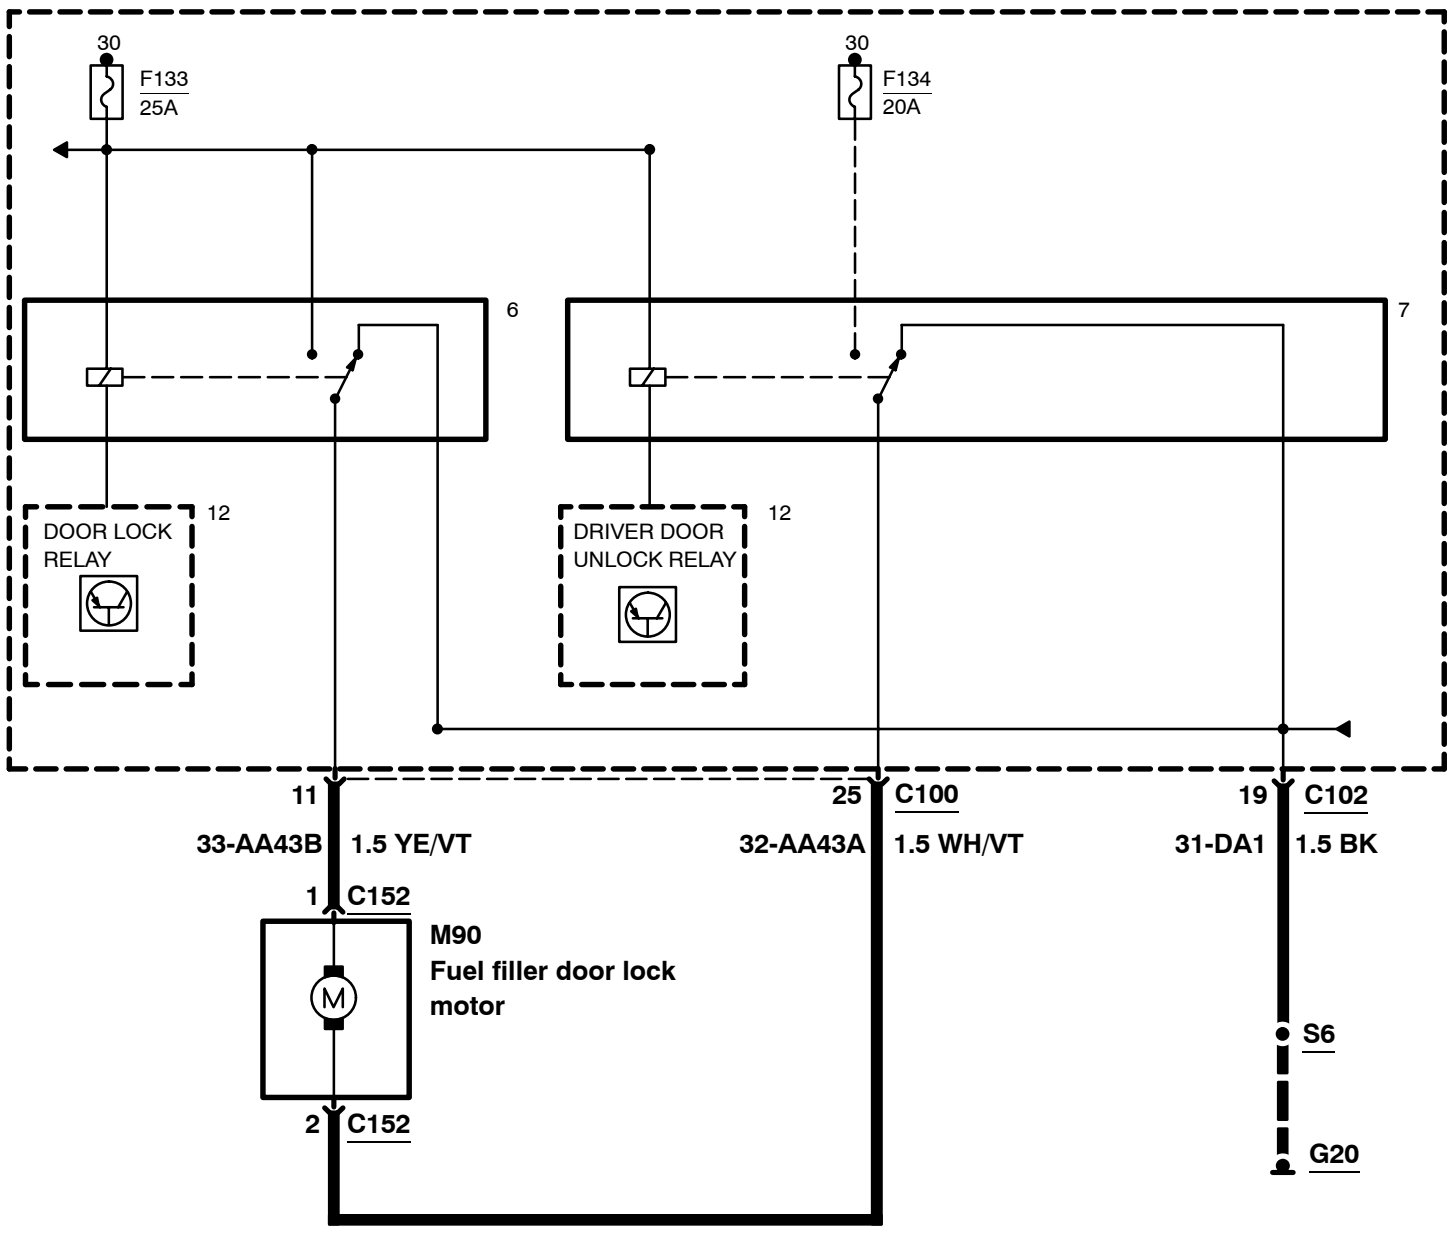 30
F133
25A
30
F134
20A
6
7
12
DOOR LOCK
RELAY
12
DRIVER DOOR
UNLOCK RELAY
11
25
C100
19
C102
33-AA43B
1.5 YE/VT
32-AA43A
1.5 WH/VT
31-DA1
1.5 BK
1
C152
M90
Fuel filler door lock
motor
M
S6
2
C152
G20